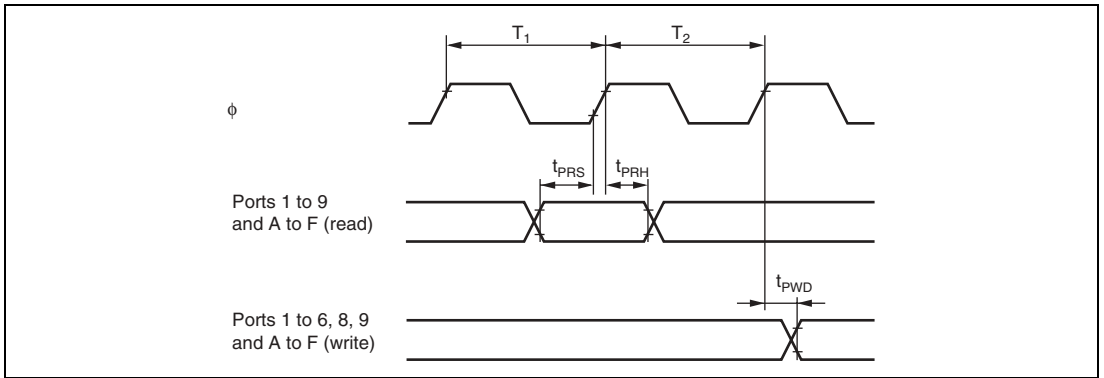 T1 T2
ϕ
tPRS tPRH
Ports 1 to 9
and A to F (read)
tPWD
Ports 1 to 6, 8, 9
and A to F (write)